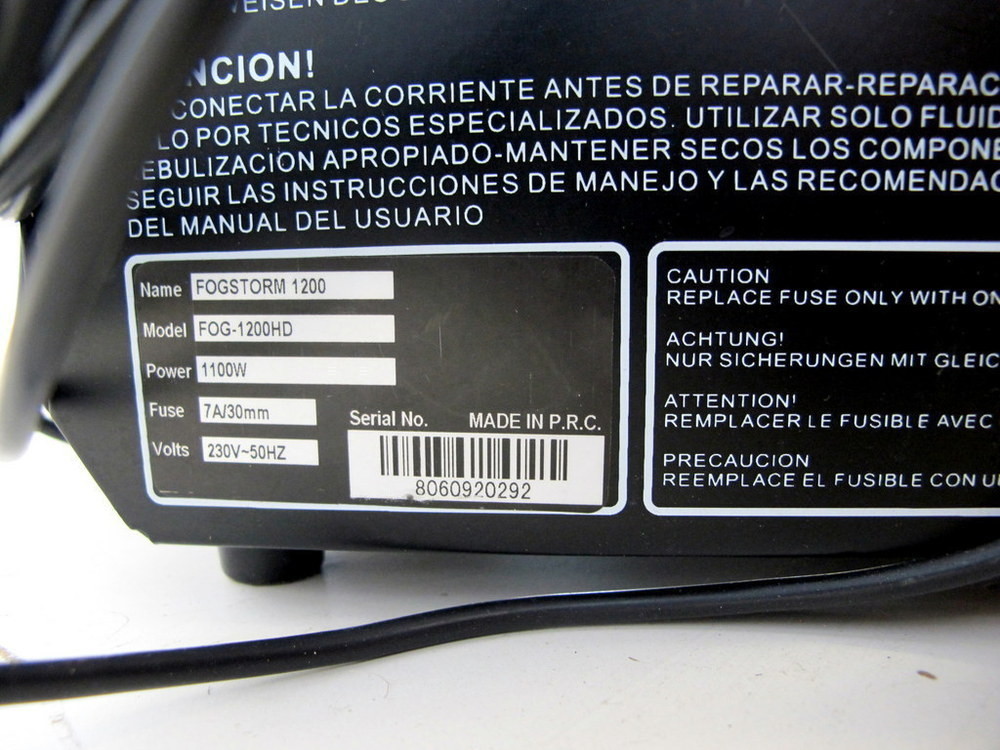 NCION!
CONECTAR LA CORRIENTE ANTES DE REPARAR-REPARAC
LO POR TECNICOS ESPECIALIZADOS. UTILIZAR SOLO FLUID
EBULIZACION APROPIADO-MANTENER SECOS LOS COMPONE
SEGUIR LAS INSTRUCCIONES DE MANEJO Y LAS RECOMENDAC
DEL MANUAL DEL USUARIO
Name FOGSTORM 1200
Model FOG-1200HD
Power 1100W
Fuse 7A/30mm
Volts 230V~50HZ
Serial No. MADE IN P.R.C.
8060920292
CAUTION
REPLACE FUSE ONLY WITH ON
ACHTUNG!
NUR SICHERUNGEN MIT GLEIC
ATTENTION!
REMPLACER LE FUSIBLE AVEC
PRECAUCION
REEMPLACE EL FUSIBLE CON U